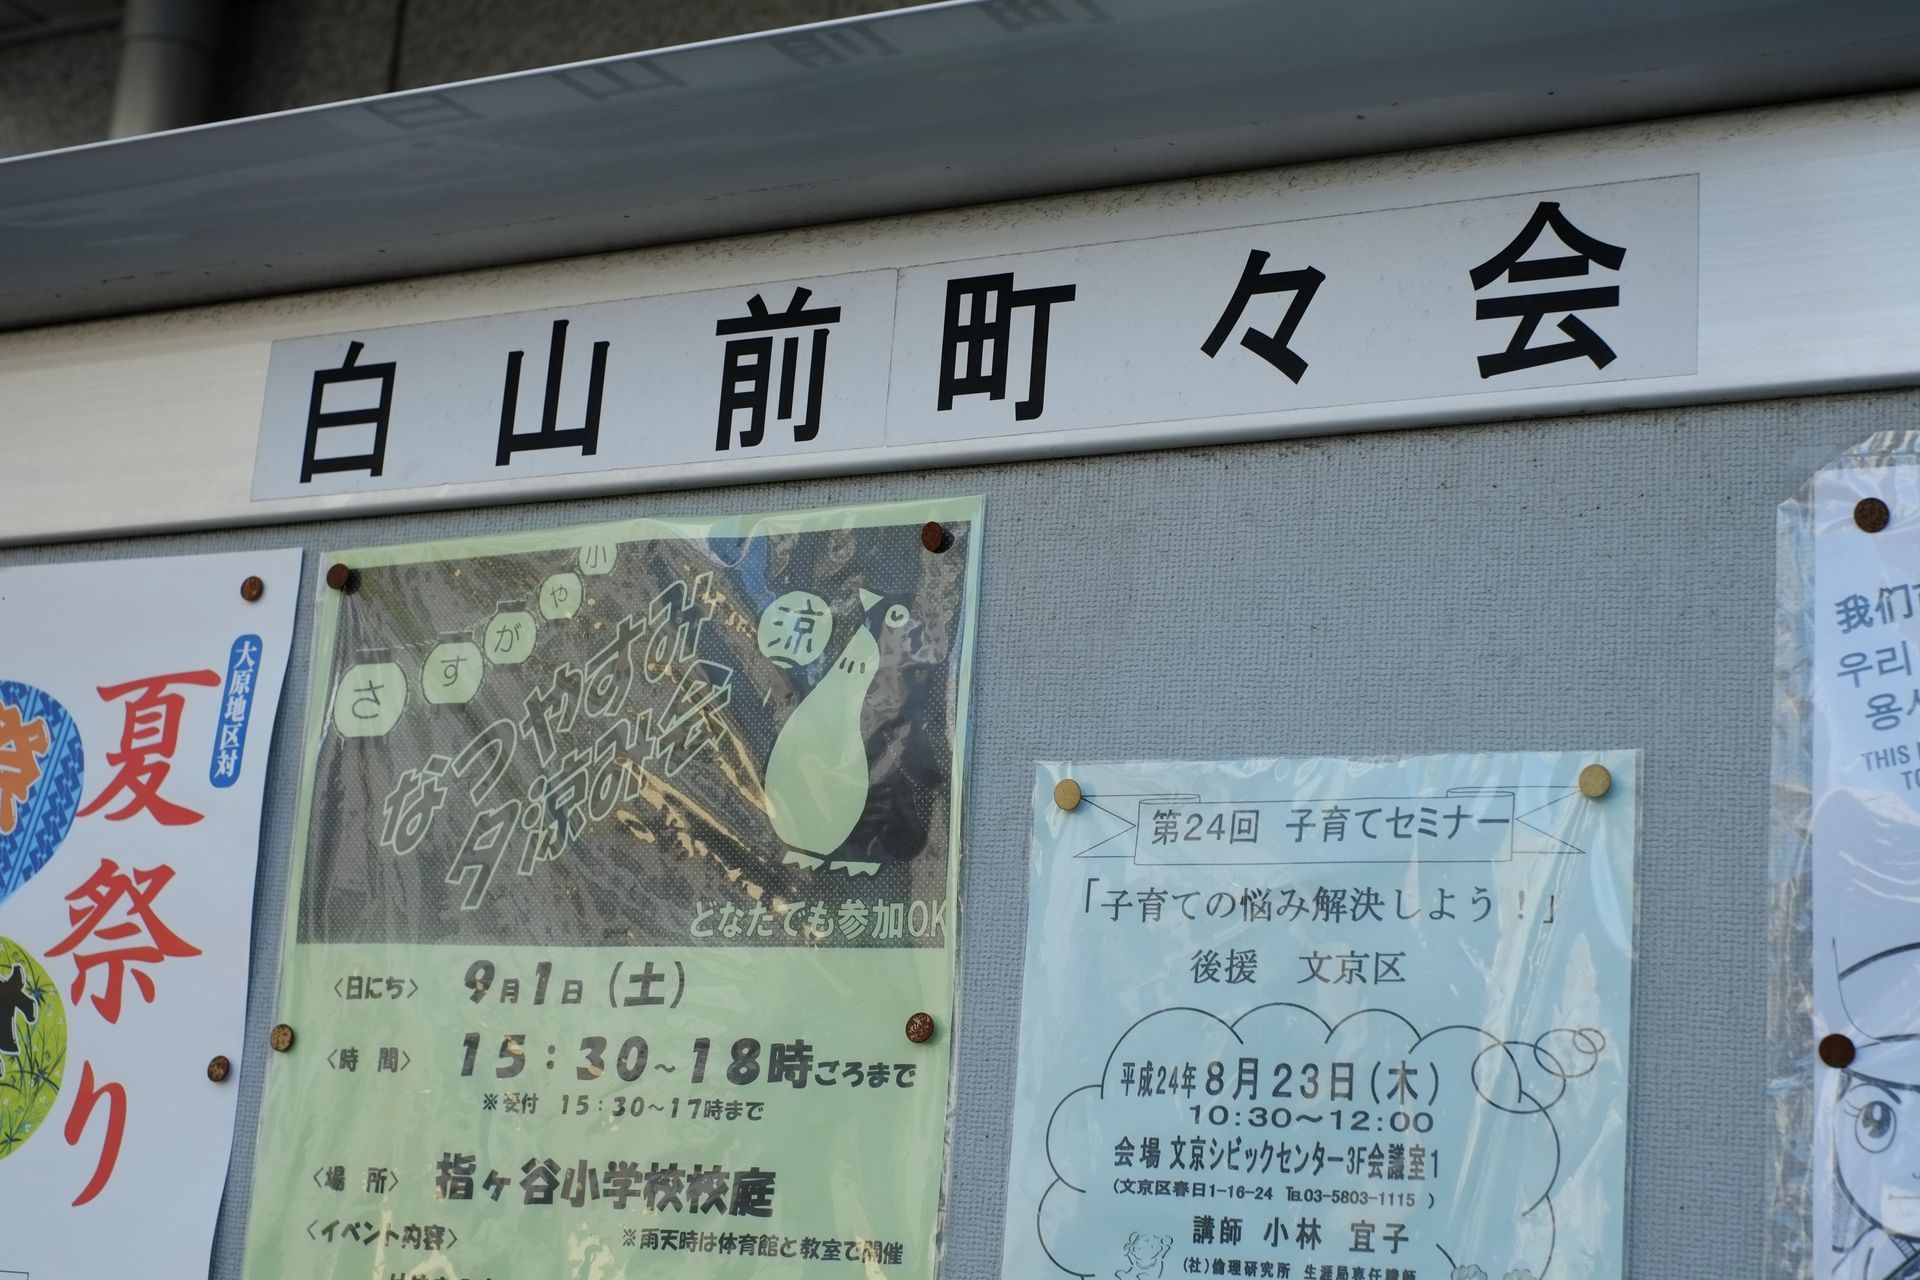 白山前町々会
大原地区対
夏祭り
さすがや小
なつやすみ
夕涼み会
涼
どなたでも参加OK
〈日にち〉 9月1日（土）
〈時 間〉 15：30～18時ごろまで
※受付 15：30～17時まで
〈場 所〉 指ヶ谷小学校校庭
〈イベント内容〉 ※雨天時は体育館と教室で開催
第24回 子育てセミナー
「子育ての悩み解決しよう！」
後援 文京区
平成24年8月23日（木）
10：30～12：00
会場 文京シビックセンター3F会議室1
（文京区春日1-16-24 ℡03-5803-1115 ）
講師 小林 宜子
（社）倫理研究所 生涯局専任講師
我们
우리
용
THIS